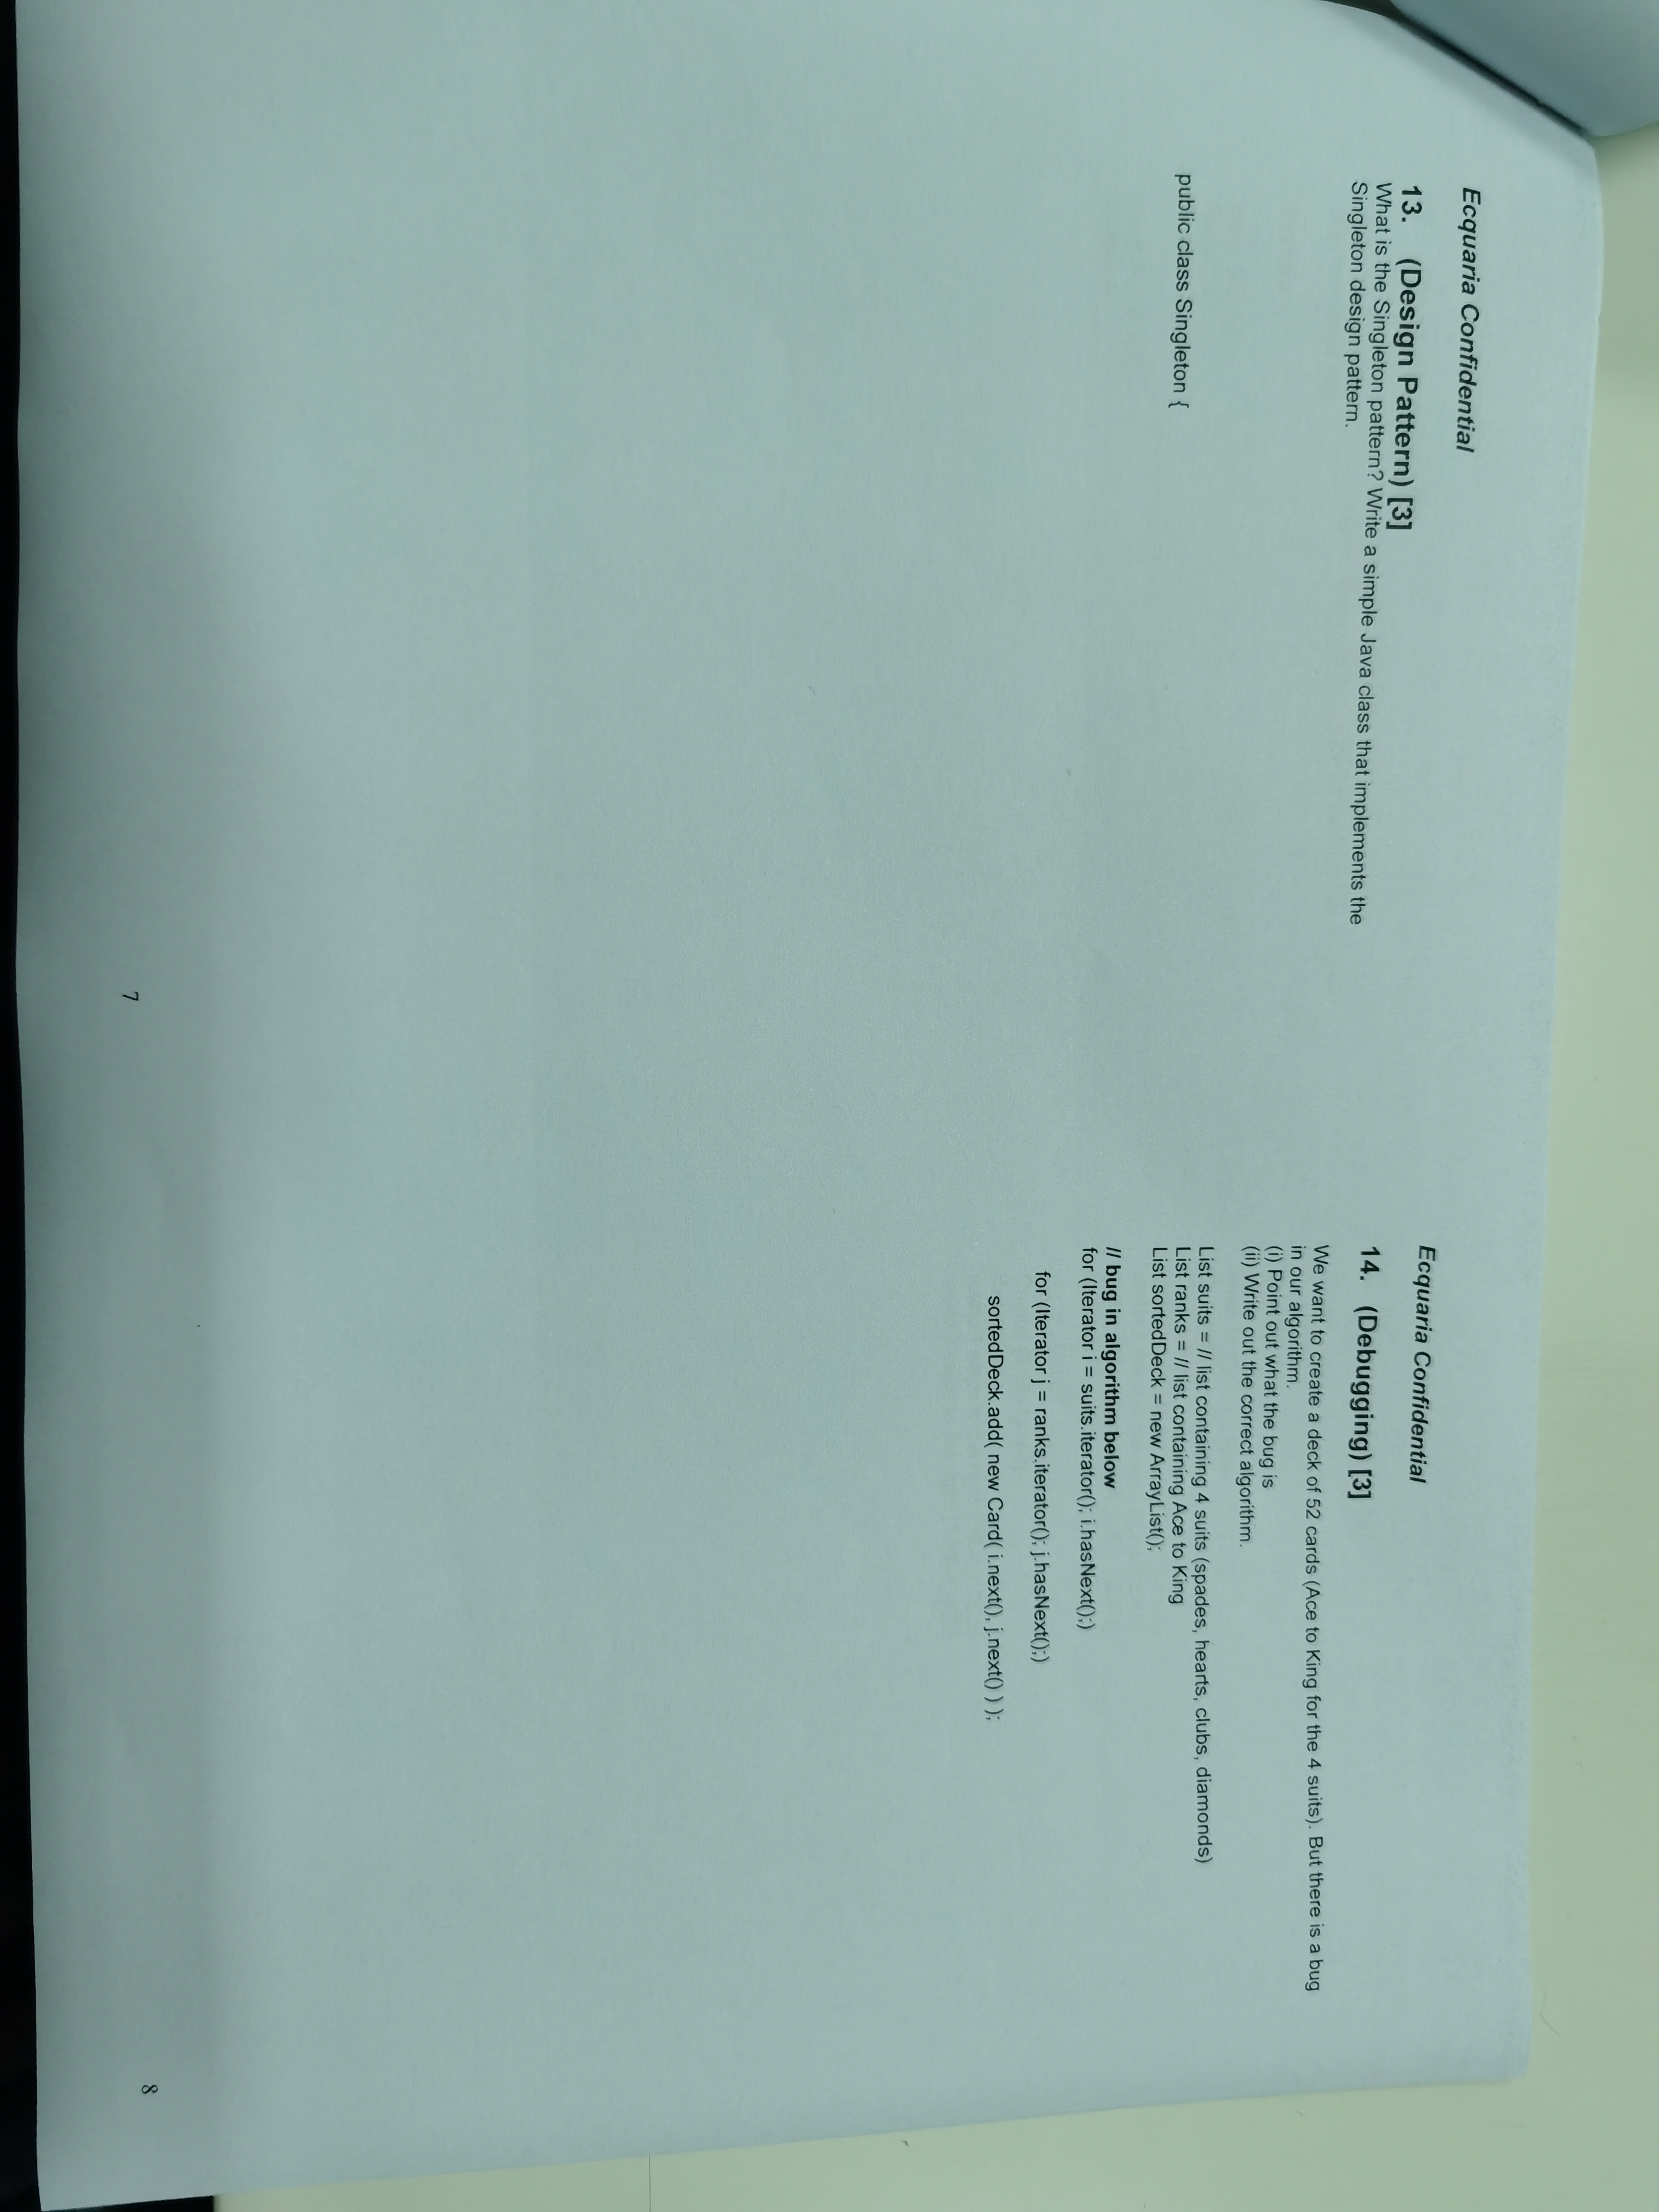 Ecquaria Confidential
13. (Design Pattern) [3]
What is the Singleton pattern? Write a simple Java class that implements the
Singleton design pattern.
public class Singleton {
7
Ecquaria Confidential
14. (Debugging) [3]
We want to create a deck of 52 cards (Ace to King for the 4 suits). But there is a bug
in our algorithm.
(i) Point out what the bug is
(ii) Write out the correct algorithm.
List suits = // list containing 4 suits (spades, hearts, clubs, diamonds)
List ranks = // list containing Ace to King
List sortedDeck = new ArrayList();
// bug in algorithm below
for (Iterator i = suits.iterator(); i.hasNext();)
for (Iterator j = ranks.iterator(); j.hasNext();)
sortedDeck.add( new Card( i.next(), j.next() ) );
8